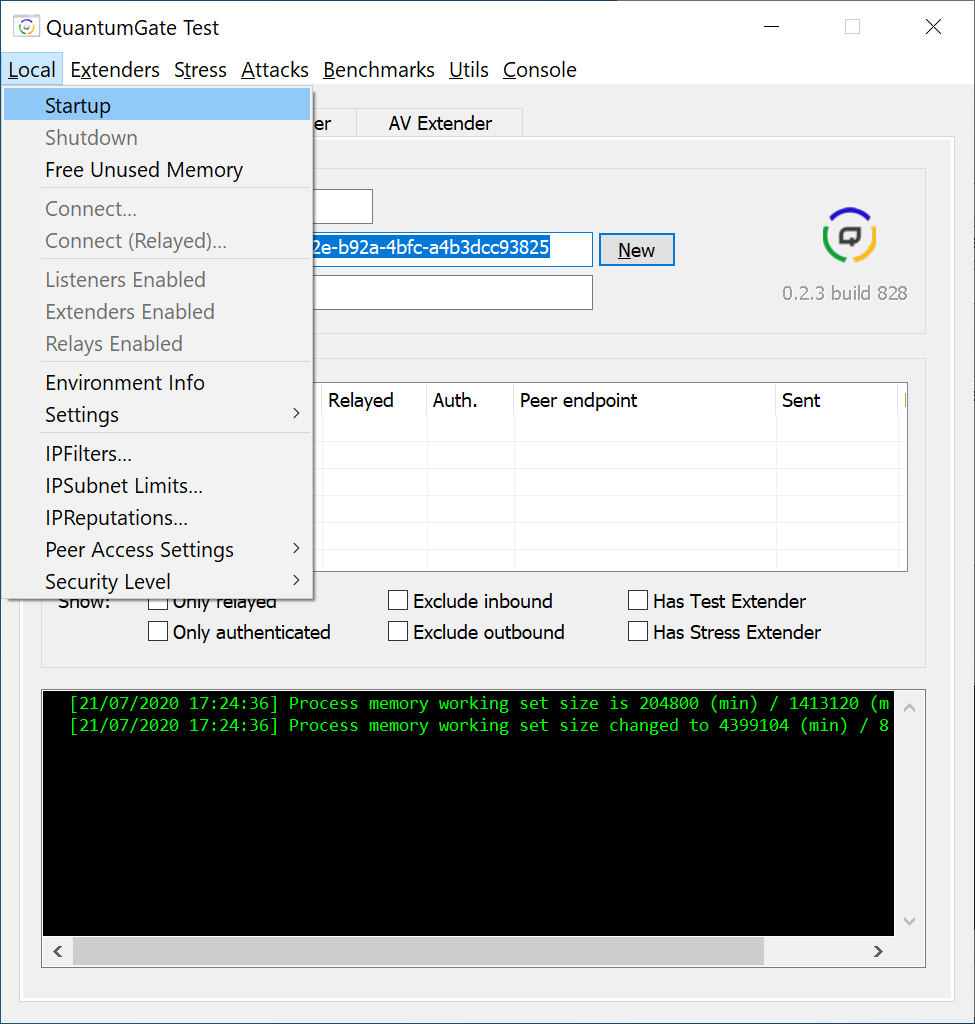 QuantumGate Test
Local Extenders Stress Attacks Benchmarks Utils Console
Startup
Shutdown
Free Unused Memory
Connect...
Connect (Relayed)...
Listeners Enabled
Extenders Enabled
Relays Enabled
Environment Info
Settings
IPFilters...
IPSubnet Limits...
IPReputations...
Peer Access Settings
Security Level
er AV Extender
2e-b92a-4bfc-a4b3dcc93825 New
0.2.3 build 828
Relayed Auth. Peer endpoint Sent
Show: Only relayed Exclude inbound Has Test Extender
Only authenticated Exclude outbound Has Stress Extender
[21/07/2020 17:24:36] Process memory working set size is 204800 (min) / 1413120 (m
[21/07/2020 17:24:36] Process memory working set size changed to 4399104 (min) / 8